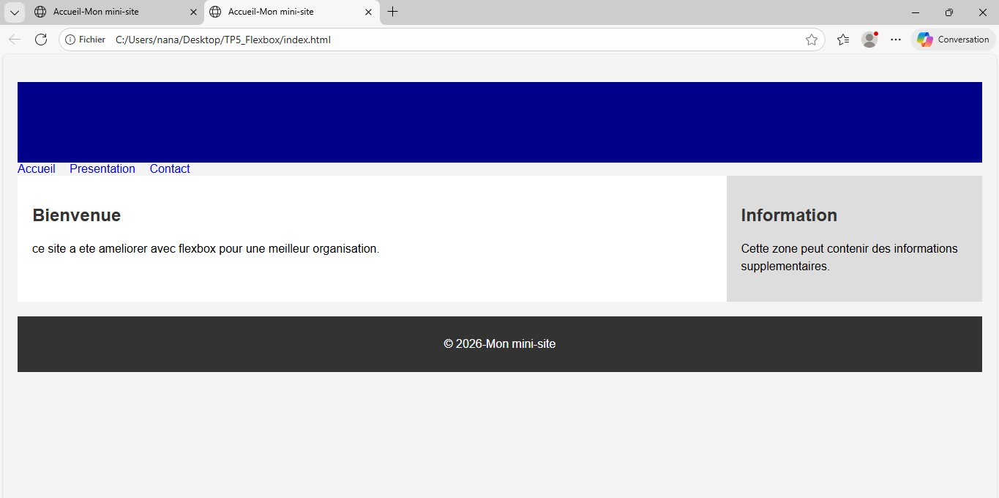 Accueil-Mon mini-site
Accueil-Mon mini-site
Fichier C:/Users/nana/Desktop/TP5_Flexbox/index.html
Conversation
Accueil Presentation Contact
Bienvenue
ce site a ete ameliorer avec flexbox pour une meilleur organisation.
Information
Cette zone peut contenir des informations
supplementaires.
© 2026-Mon mini-site